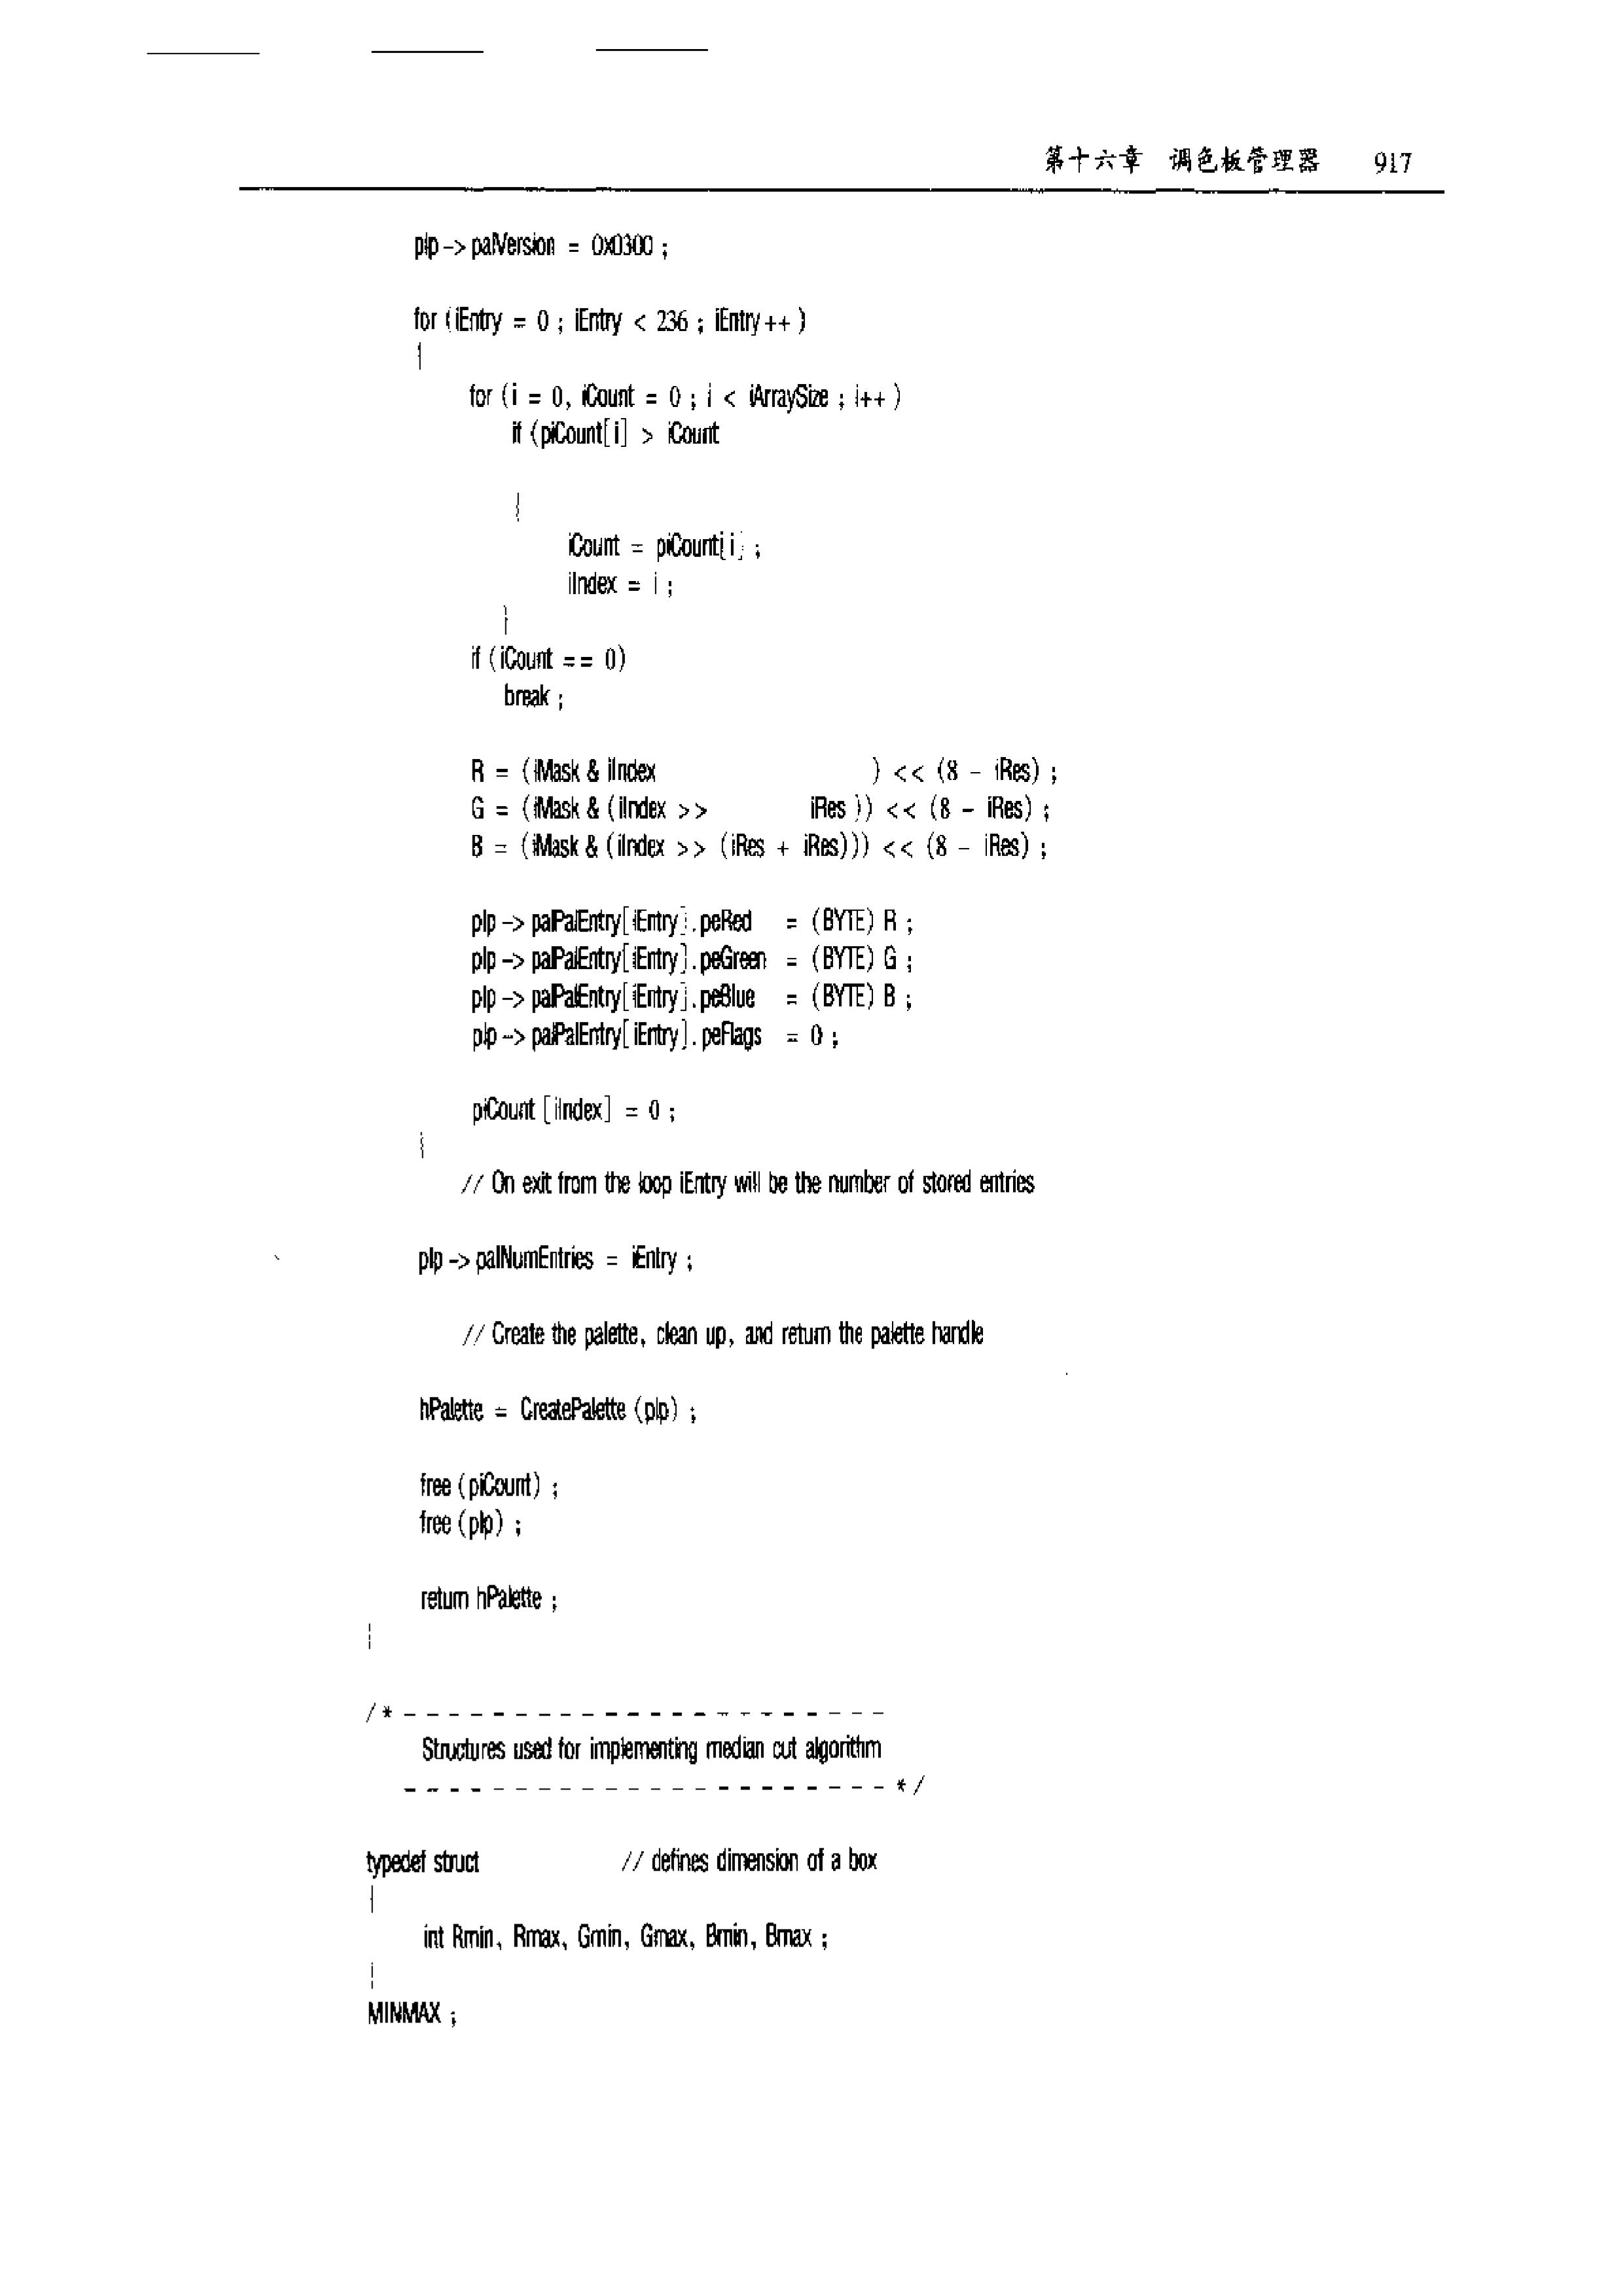 第十六章 调色板管理器 917
plp -> palVersion = 0x0300 ;
for (iEntry = 0 ; iEntry < 236 ; iEntry++ )
{
for (i = 0, iCount = 0 ; i < iArraySize ; i++ )
if (piCount[i] > iCount
{
iCount = piCount[i] ;
iIndex = i ;
}
if (iCount == 0)
break ;
R = (iMask & iIndex ) << (8 - iRes) ;
G = (iMask & (iIndex >> iRes )) << (8 - iRes) ;
B = (iMask & (iIndex >> (iRes + iRes))) << (8 - iRes) ;
plp -> palPalEntry[iEntry].peRed = (BYTE) R ;
plp -> palPalEntry[iEntry].peGreen = (BYTE) G ;
plp -> palPalEntry[iEntry].peBlue = (BYTE) B ;
plp -> palPalEntry[iEntry].peFlags = 0 ;
piCount [iIndex] = 0 ;
}
// On exit from the loop iEntry will be the number of stored entries
plp -> palNumEntries = iEntry ;
// Create the palette, clean up, and return the palette handle
hPalette = CreatePalette (plp) ;
free (piCount) ;
free (plp) ;
return hPalette ;
}
/* - - - - - - - - - - - - - - - - - - - - - -
Structures used for implementing median cut algorithm
- - - - - - - - - - - - - - - - - - - - - - */
typedef struct // defines dimension of a box
{
int Rmin, Rmax, Gmin, Gmax, Bmin, Bmax ;
}
MINMAX ;